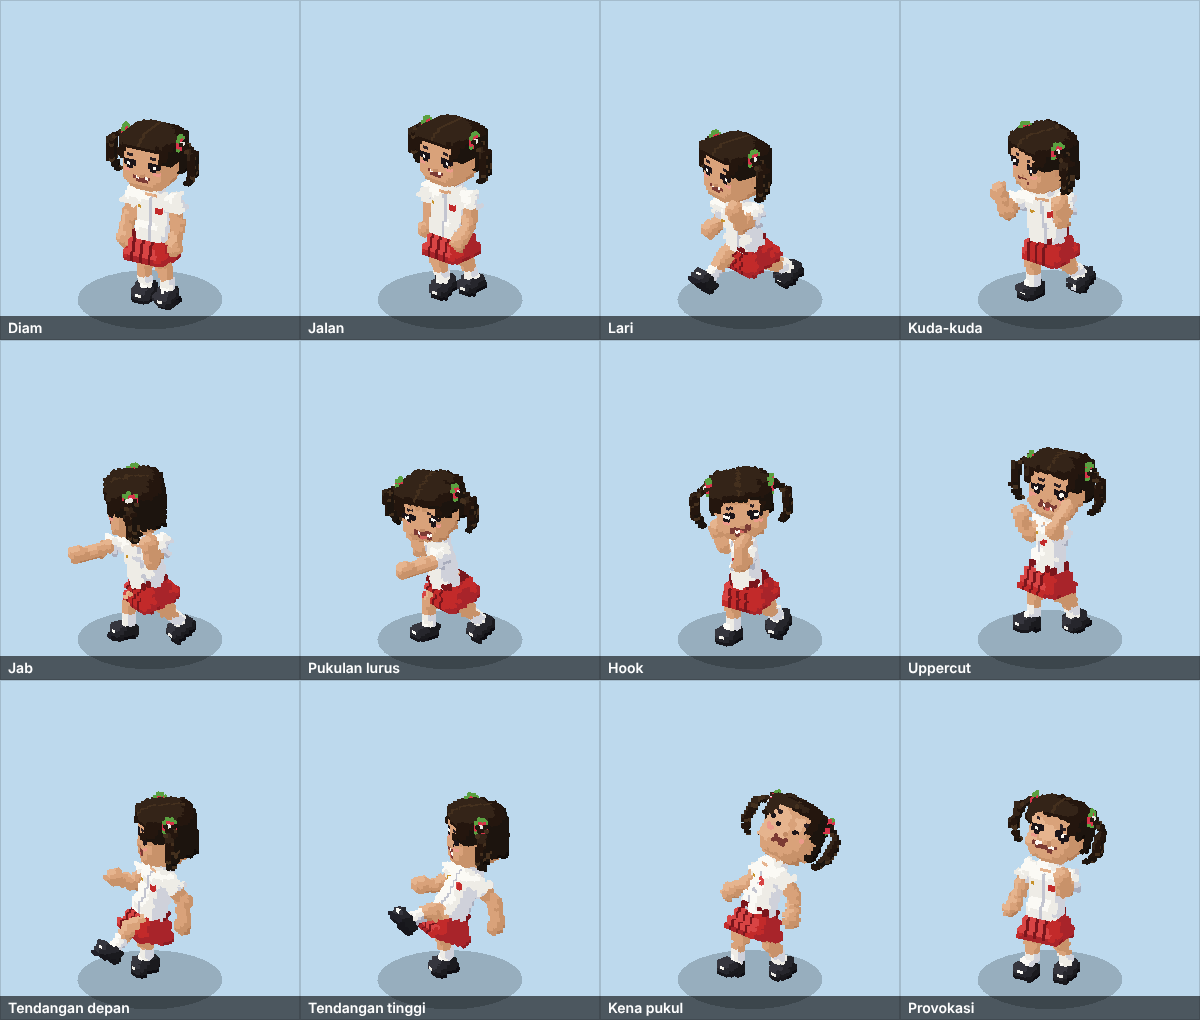 Diam
Jalan
Lari
Kuda-kuda
Jab
Pukulan lurus
Hook
Uppercut
Tendangan depan
Tendangan tinggi
Kena pukul
Provokasi